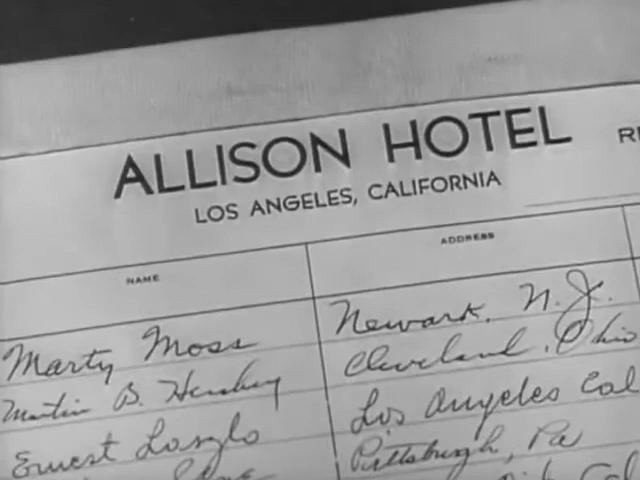 ALLISON HOTEL
LOS ANGELES, CALIFORNIA
NAME ADDRESS
Marty Moss Newark. N.J.
Martin B. Cleveland, Ohio
Ernest Laszlo Los Angeles Cal
Pittsburgh, Pa